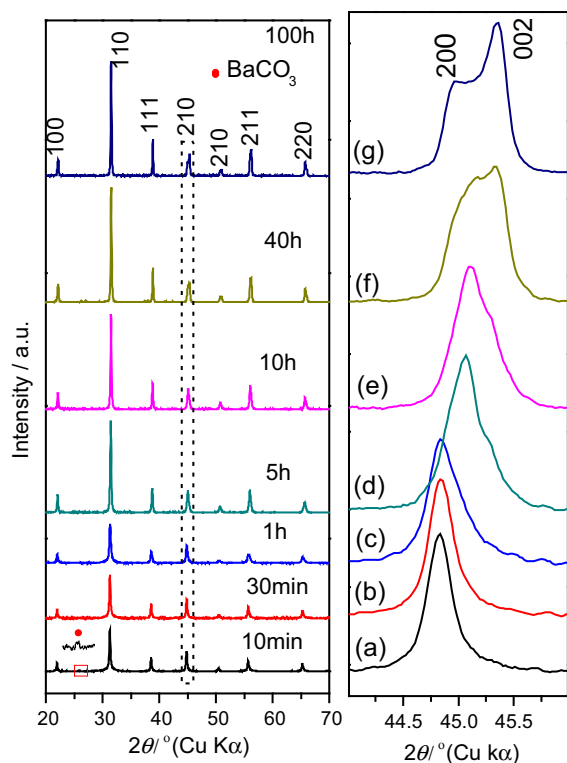 100h
110
BaCO3
100
111
210
210
211
220
40h
10h
5h
1h
30min
10min
Intensity / a.u.
20 30 40 50 60 70
2θ/ °(Cu Kα)
200
002
(g)
(f)
(e)
(d)
(c)
(b)
(a)
44.5 45.0 45.5
2θ/ °(Cu kα)